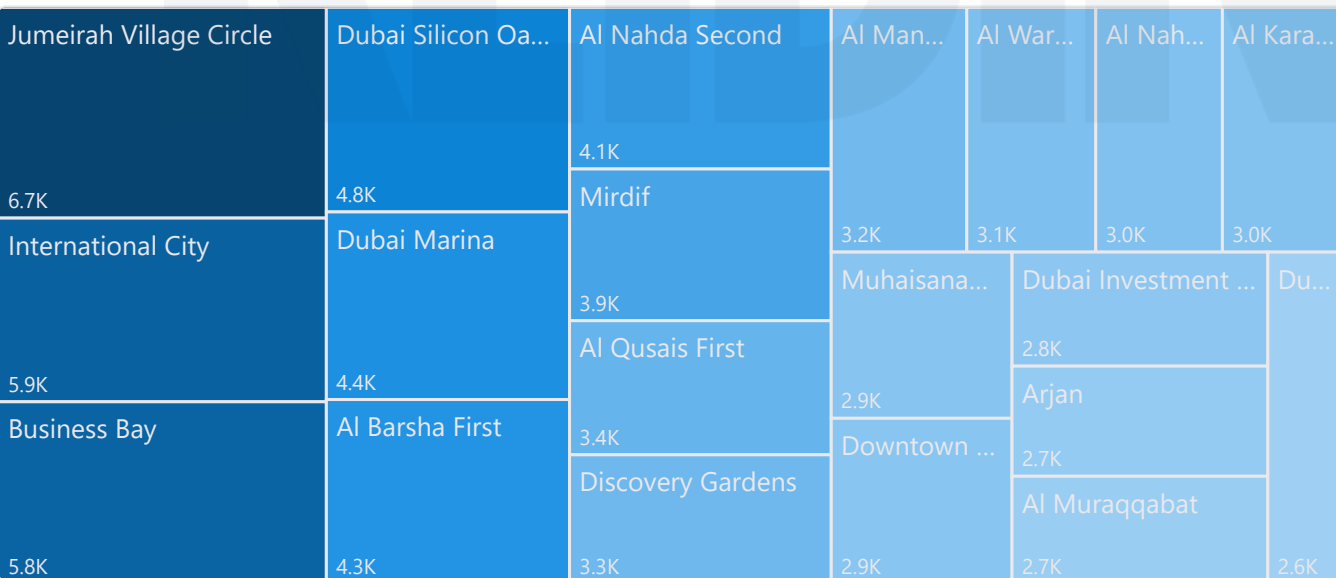 Jumeirah Village Circle
6.7K
International City
5.9K
Business Bay
5.8K
Dubai Silicon Oa...
4.8K
Dubai Marina
4.4K
Al Barsha First
4.3K
Al Nahda Second
4.1K
Mirdif
3.9K
Al Qusais First
3.4K
Discovery Gardens
3.3K
Al Man...
3.2K
Al War...
3.1K
Al Nah...
3.0K
Al Kara...
3.0K
Muhaisana...
2.9K
Downtown ...
2.9K
Dubai Investment ...
2.8K
Arjan
2.7K
Al Muraqqabat
2.7K
Du...
2.6K